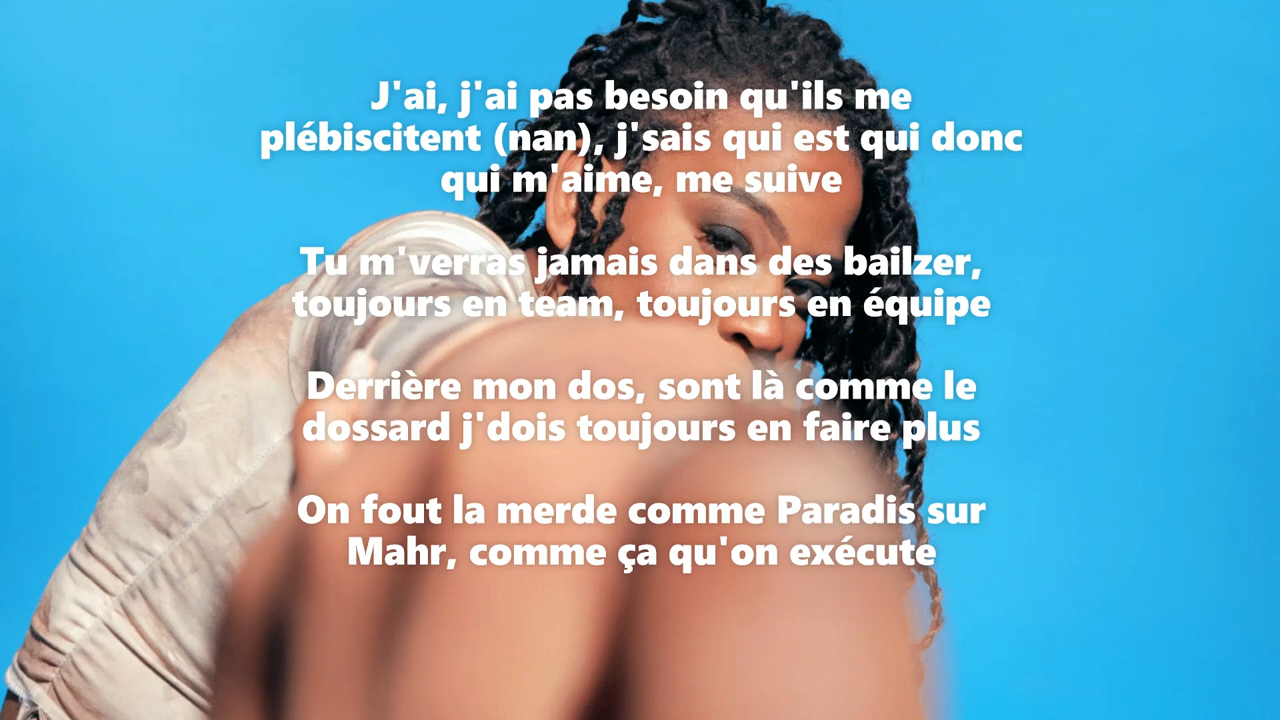 J'ai, j'ai pas besoin qu'ils me
plébiscitent (nan), j'sais qui est qui donc
qui m'aime, me suive
Tu m'verras jamais dans des bailzer,
toujours en team, toujours en équipe
Derrière mon dos, sont là comme le
dossard j'dois toujours en faire plus
On fout la merde comme Paradis sur
Mahr, comme ça qu'on exécute